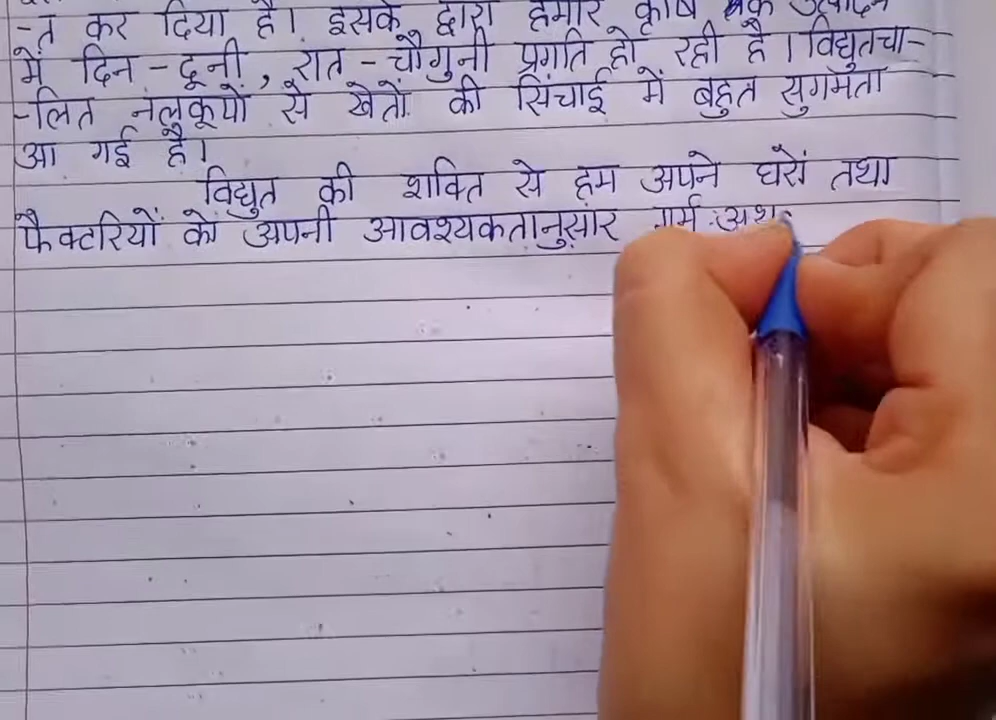 -त कर दिया है। इसके द्वारा हमारे कृषि उत्पादन
में दिन-दूनी, रात-चौगुनी प्रगति हो रही है। विद्युतचा-
-लित नलकूपों से खेतों की सिंचाई में बहुत सुगमता
आ गई है।
विद्युत की शक्ति से हम अपने घरों तथा
फैक्टरियों को अपनी आवश्यकतानुसार गर्म